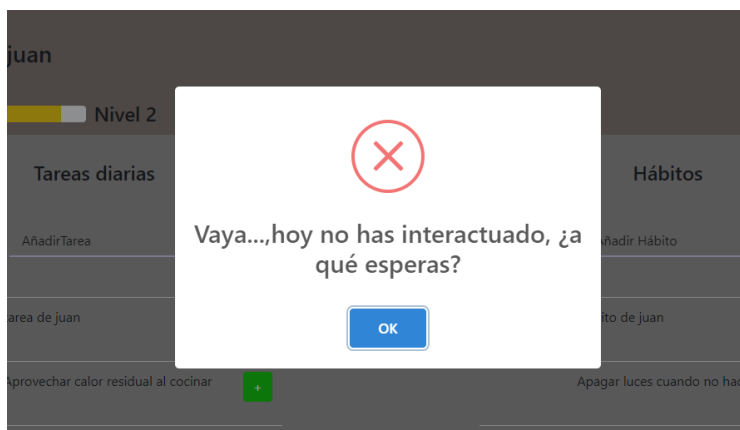 juan
Nivel 2
Tareas diarias
Hábitos
AñadirTarea
Vaya...,hoy no has interactuado, ¿a
qué esperas?
OK
ñadir Hábito
area de juan
ito de juan
Aprovechar calor residual al cocinar
+
Apagar luces cuando no hac